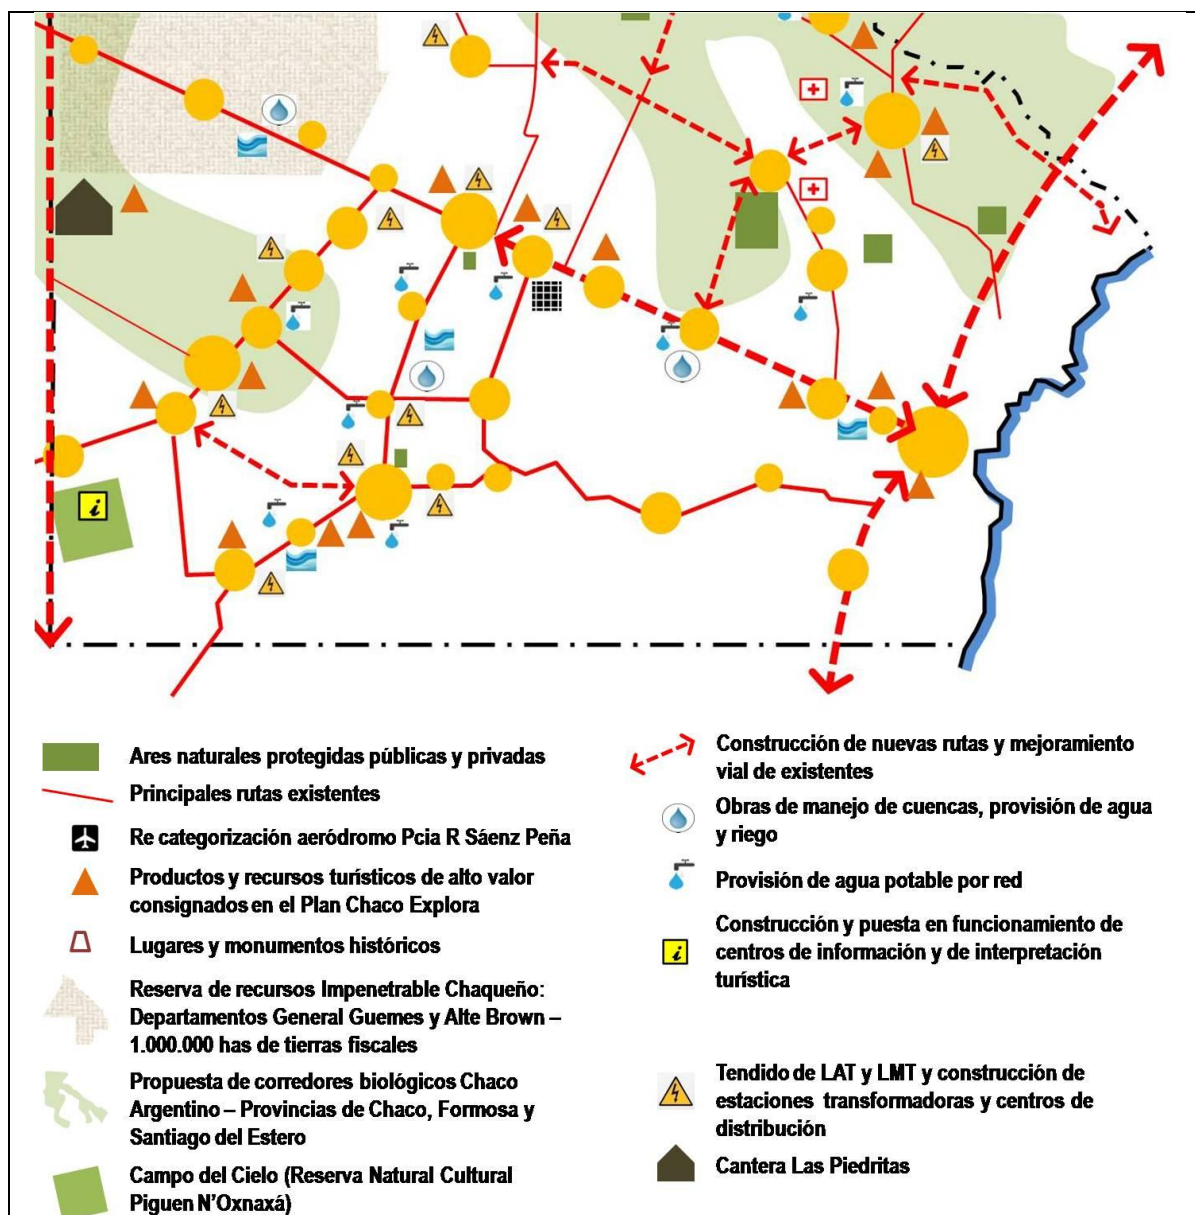 Ares naturales protegidas públicas y privadas
Principales rutas existentes
Re categorización aeródromo Pcia R Sáenz Peña
Productos y recursos turísticos de alto valor
consignados en el Plan Chaco Explora
Lugares y monumentos históricos
Reserva de recursos Impenetrable Chaqueño:
Departamentos General Guemes y Alte Brown –
1.000.000 has de tierras fiscales
Propuesta de corredores biológicos Chaco
Argentino – Provincias de Chaco, Formosa y
Santiago del Estero
Campo del Cielo (Reserva Natural Cultural
Piguen N'Oxnaxá)
Construcción de nuevas rutas y mejoramiento
vial de existentes
Obras de manejo de cuencas, provisión de agua
y riego
Provisión de agua potable por red
Construcción y puesta en funcionamiento de
centros de información y de interpretación
turística
Tendido de LAT y LMT y construcción de
estaciones transformadoras y centros de
distribución
Cantera Las Piedritas